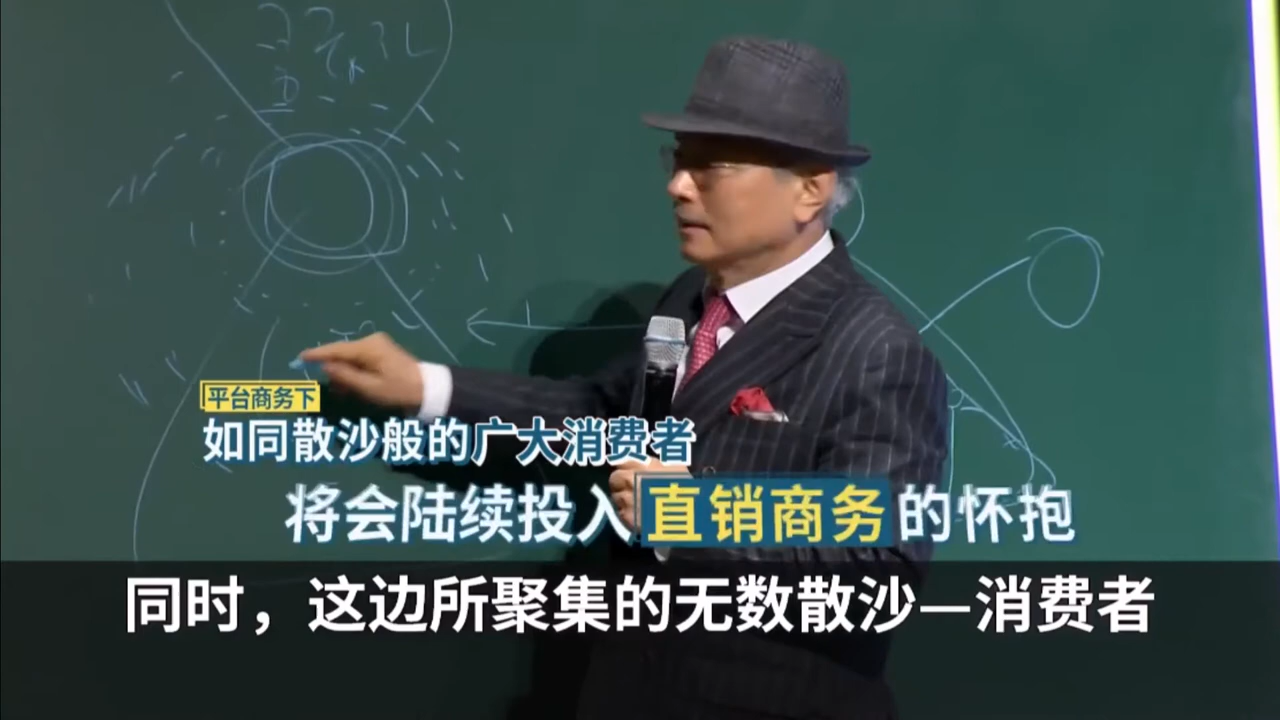 平台商务下
如同散沙般的广大消费者
将会陆续投入直销商务的怀抱
同时，这边所聚集的无数散沙—消费者